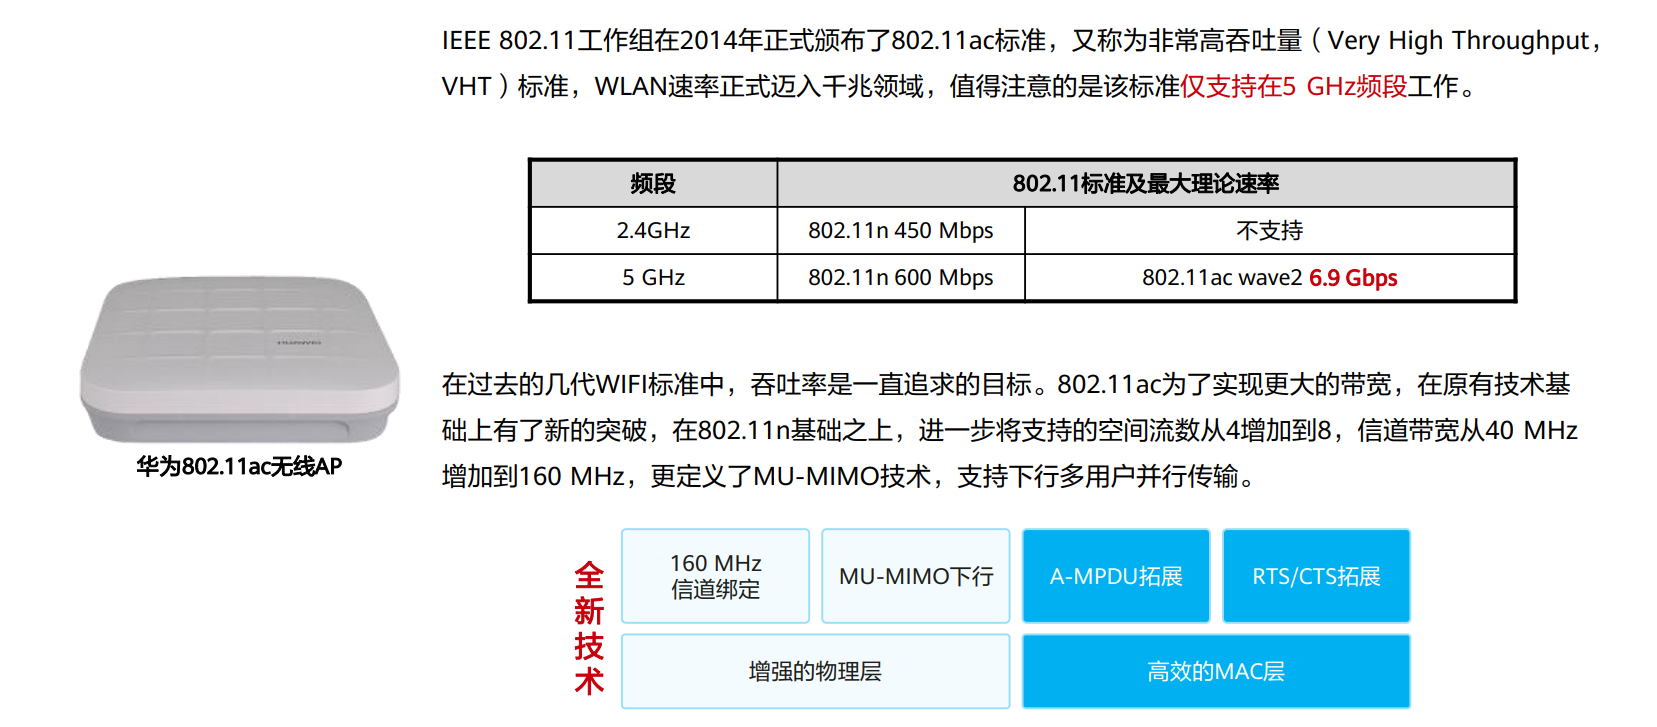 IEEE 802.11工作组在2014年正式颁布了802.11ac标准，又称为非常高吞吐量（Very High Throughput，
VHT）标准，WLAN速率正式迈入千兆领域，值得注意的是该标准仅支持在5 GHz频段工作。
频段 802.11标准及最大理论速率
2.4GHz 802.11n 450 Mbps 不支持
5 GHz 802.11n 600 Mbps 802.11ac wave2 6.9 Gbps
HUAWEI
华为802.11ac无线AP
在过去的几代WIFI标准中，吞吐率是一直追求的目标。802.11ac为了实现更大的带宽，在原有技术基
础上有了新的突破，在802.11n基础之上，进一步将支持的空间流数从4增加到8，信道带宽从40 MHz
增加到160 MHz，更定义了MU-MIMO技术，支持下行多用户并行传输。
全新技术
160 MHz
信道绑定
MU-MIMO下行
A-MPDU拓展
RTS/CTS拓展
增强的物理层
高效的MAC层